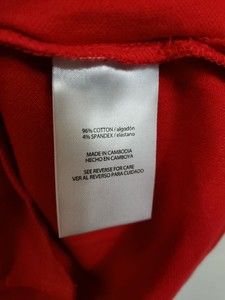 96% COTTON / algodón
4% SPANDEX / elastano
MADE IN CAMBODIA
HECHO EN CAMBOYA
SEE REVERSE FOR CARE
VER AL REVERSO PARA CUIDADO